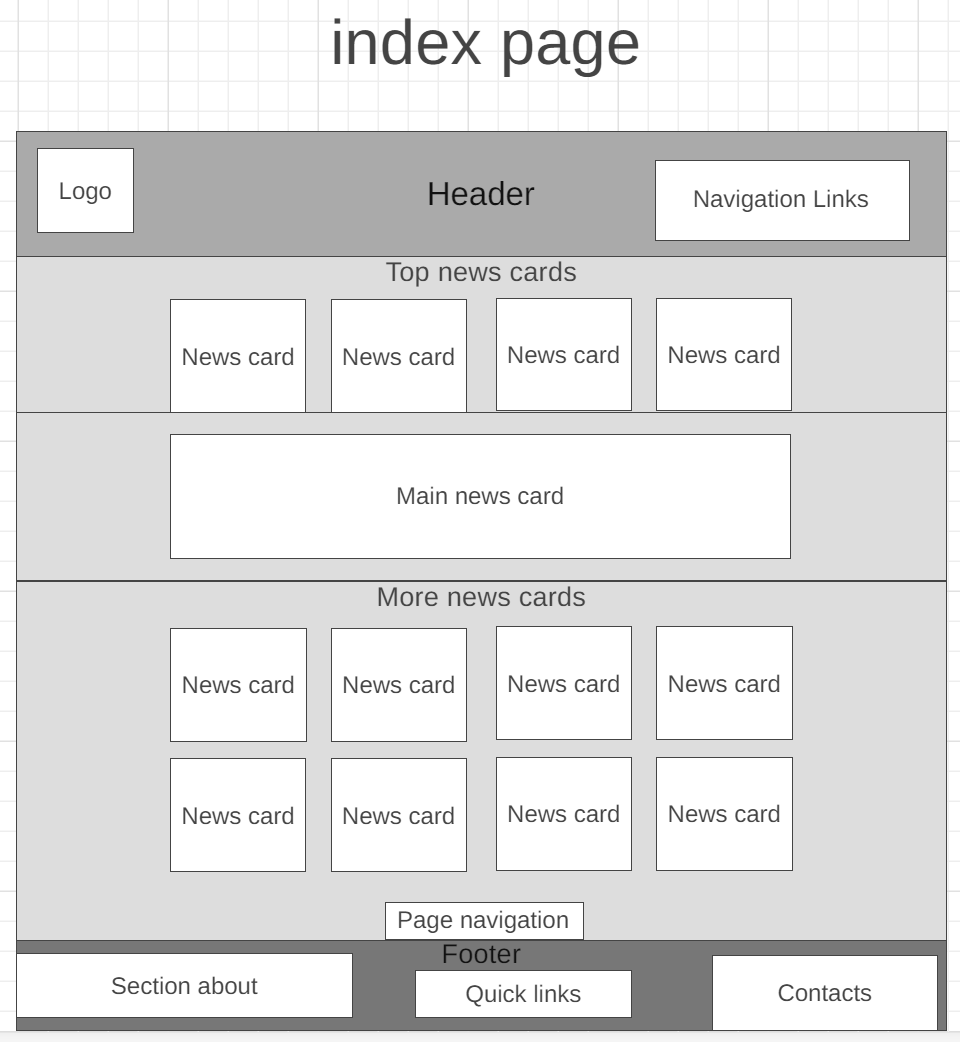 index page
Logo
Header
Navigation Links
Top news cards
News card
News card
News card
News card
Main news card
More news cards
News card
News card
News card
News card
News card
News card
News card
News card
Page navigation
Footer
Section about
Quick links
Contacts